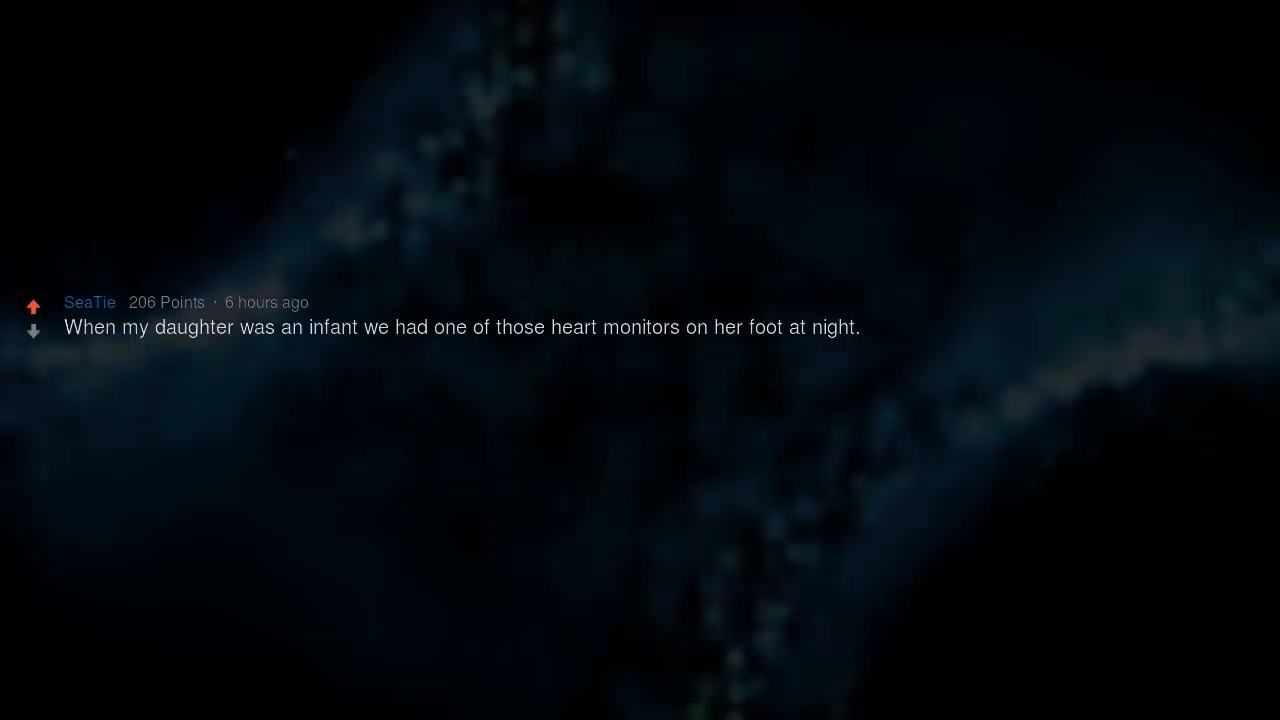 SeaTie 206 Points · 6 hours ago
When my daughter was an infant we had one of those heart monitors on her foot at night.